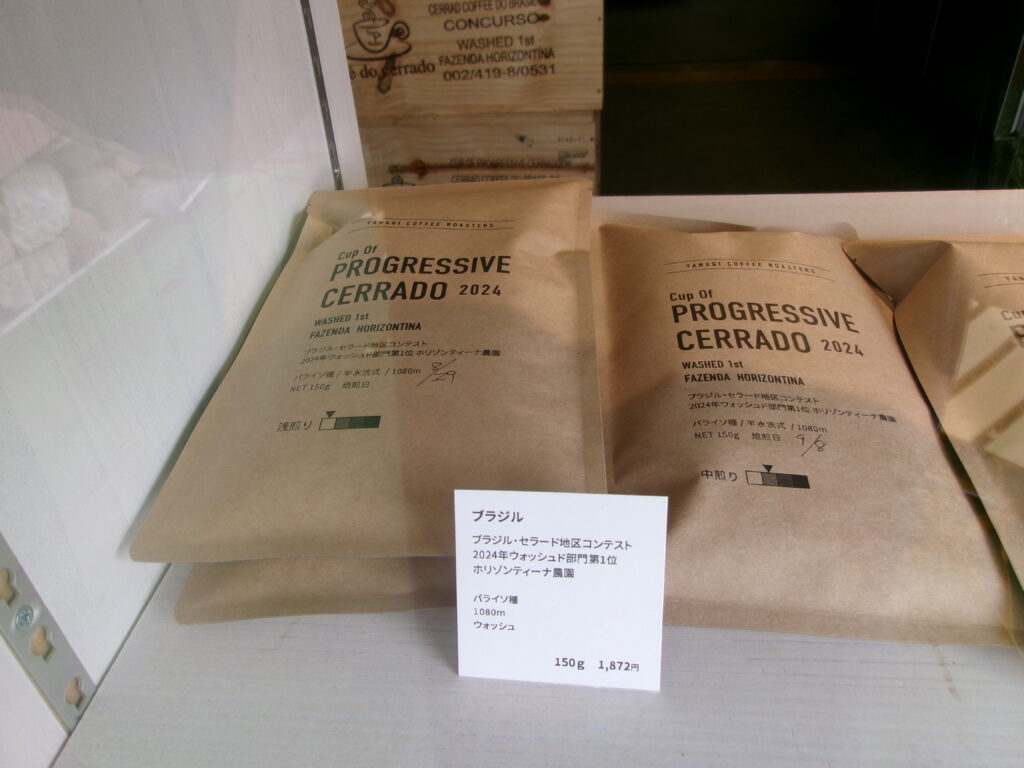 CERRAD COFFEE DO BRASIL
CONCURSO
WASHED 1st
FAZENDA HORIZONTINA
do cerrado
002/419-8/0531
CUP OF PROGRESSIVE CERRADO
CERRAD COFFEE DO BRASIL
YANAGI COFFEE ROASTERS
Cup Of
PROGRESSIVE
CERRADO 2024
WASHED 1st
FAZENDA HORIZONTINA
ブラジル・セラード地区コンテスト
2024年ウォッシュド部門第1位 ホリゾンティーナ農園
パライソ種 / 半水洗式 / 1080m
NET 150g 焙煎日 8/29
浅煎り
YANAGI COFFEE ROASTERS
Cup Of
PROGRESSIVE
CERRADO 2024
WASHED 1st
FAZENDA HORIZONTINA
ブラジル・セラード地区コンテスト
2024年ウォッシュド部門第1位 ホリゾンティーナ農園
パライソ種 / 半水洗式 / 1080m
NET 150g 焙煎日 9/8
中煎り
ブラジル
ブラジル・セラード地区コンテスト
2024年ウォッシュド部門第1位
ホリゾンティーナ農園
パライソ種
1080m
ウォッシュ
150g 1,872円